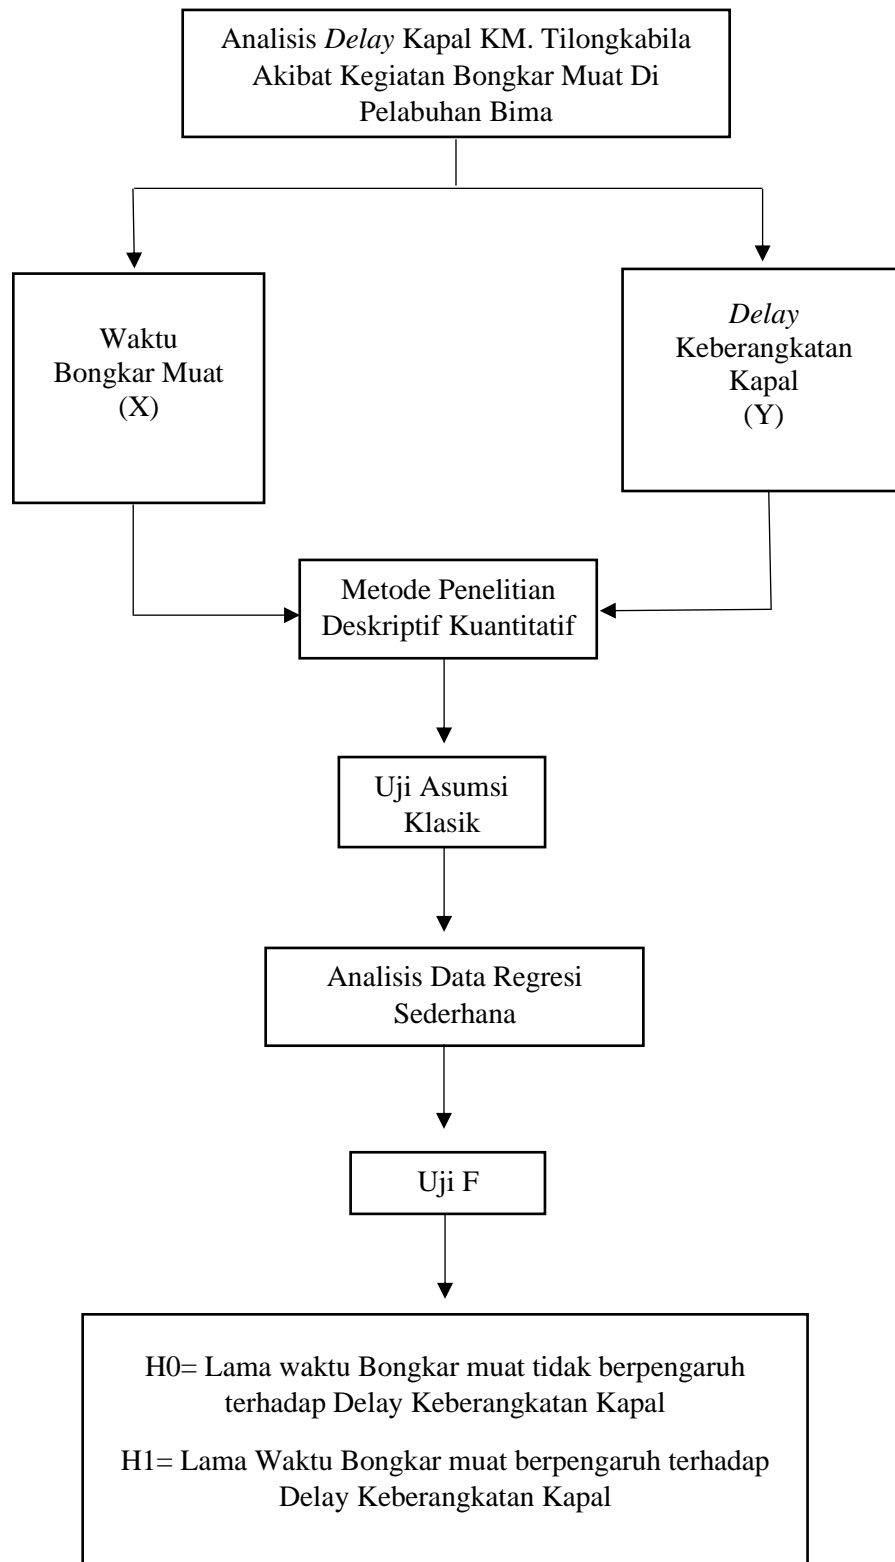 Analisis Delay Kapal KM. Tilongkabila
Akibat Kegiatan Bongkar Muat Di
Pelabuhan Bima
Waktu
Bongkar Muat
(X)
Delay
Keberangkatan
Kapal
(Y)
Metode Penelitian
Deskriptif Kuantitatif
Uji Asumsi
Klasik
Analisis Data Regresi
Sederhana
Uji F
H0= Lama waktu Bongkar muat tidak berpengaruh
terhadap Delay Keberangkatan Kapal
H1= Lama Waktu Bongkar muat berpengaruh terhadap
Delay Keberangkatan Kapal